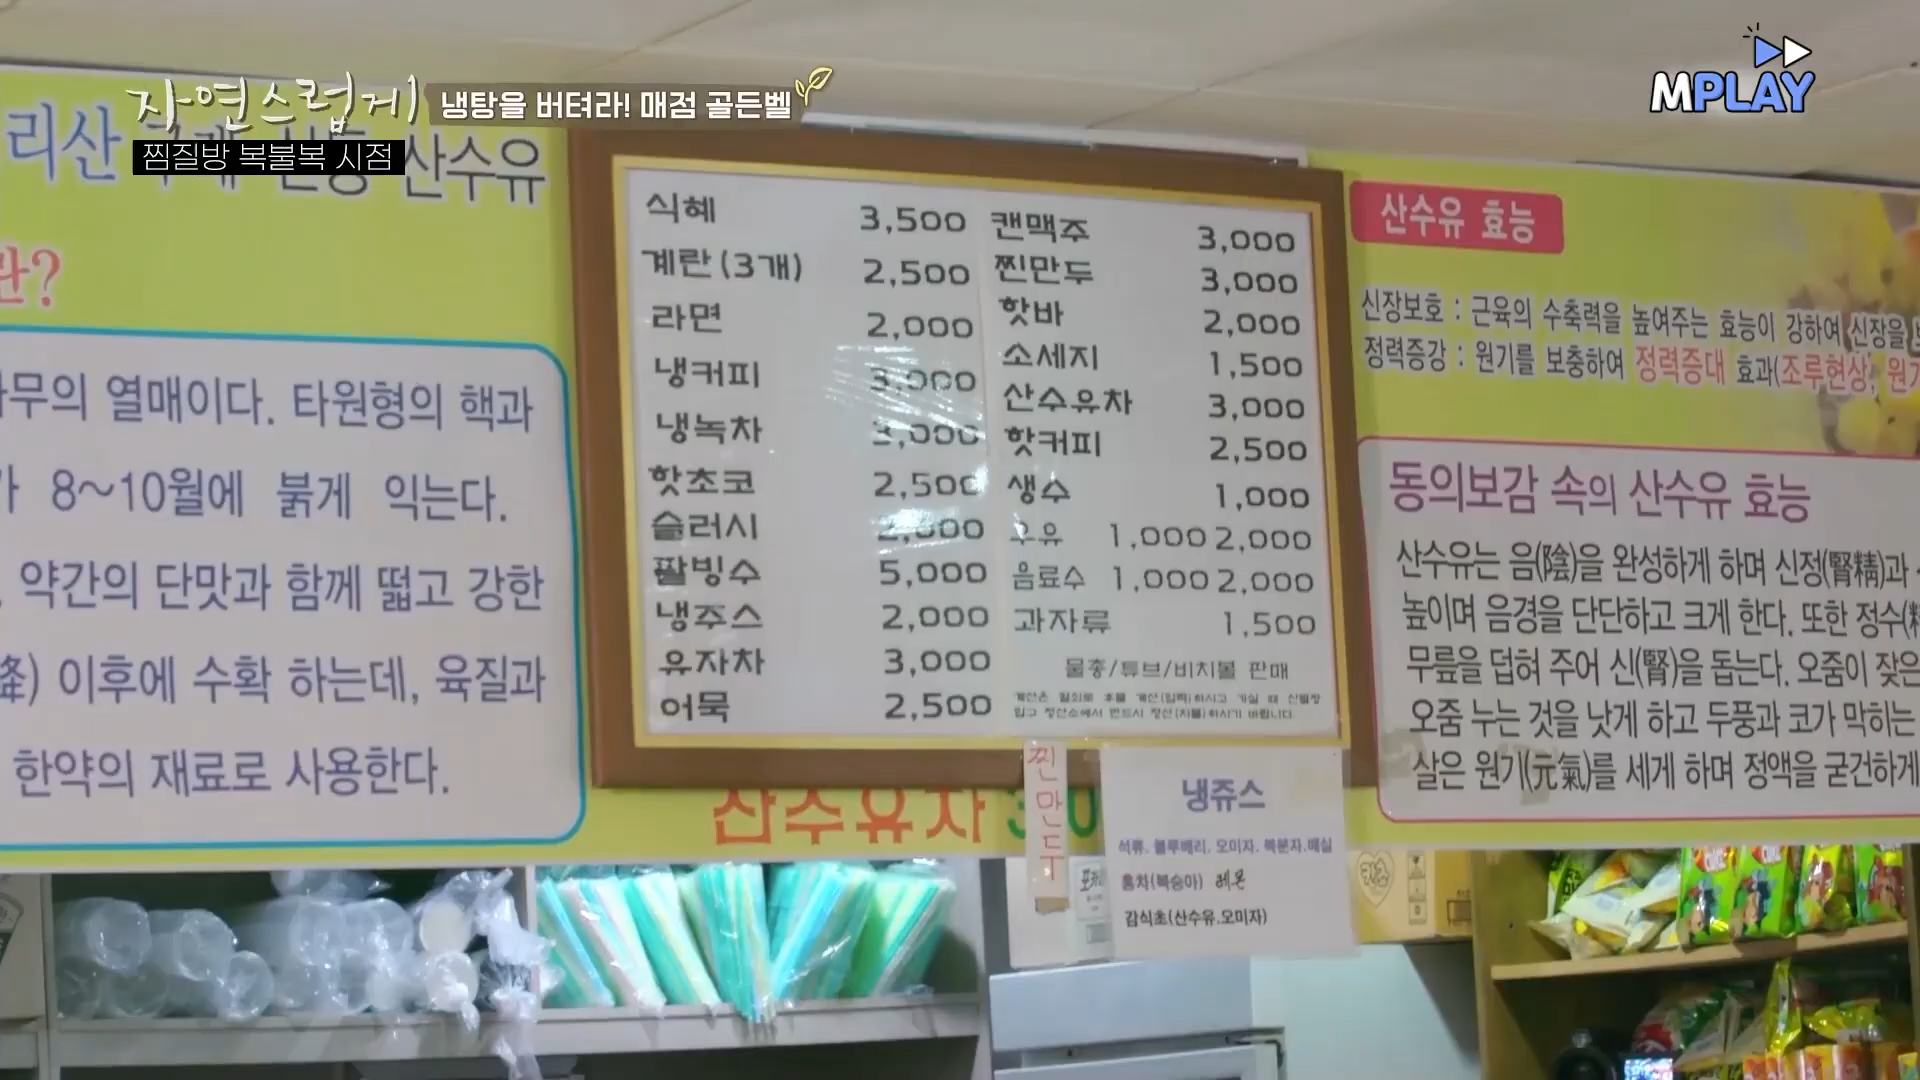 자연스럽게
냉탕을 버텨라! 매점 골든벨
찜질방 복불복 시점
MPLAY
리산
산수유
란?
무의 열매이다. 타원형의 핵과
가 8~10월에 붉게 익는다.
약간의 단맛과 함께 떫고 강한
이후에 수확 하는데, 육질과
한약의 재료로 사용한다.
식혜 3,500
계란(3개) 2,500
라면 2,000
냉커피 3,000
냉녹차 3,000
핫초코 2,500
슬러시 2,000
팥빙수 5,000
냉주스 2,000
유자차 3,000
어묵 2,500
캔맥주 3,000
찐만두 3,000
핫바 2,000
소세지 1,500
산수유차 3,000
핫커피 2,500
생수 1,000
우유 1,000 2,000
음료수 1,000 2,000
과자류 1,500
물총/튜브/비치볼 판매
산수유차
찐만두
냉쥬스
석류. 블루베리. 오미자. 복분자.매실
홍차(복숭아) 레몬
감식초(산수유.오미자)
산수유 효능
신장보호 : 근육의 수축력을 높여주는 효능이 강하여 신장을
정력증강 : 원기를 보충하여 정력증대 효과(조루현상, 원기
동의보감 속의 산수유 효능
산수유는 음(陰)을 완성하게 하며 신정(腎精)과
높이며 음경을 단단하고 크게 한다. 또한 정수(
무릎을 덥혀 주어 신(腎)을 돕는다. 오줌이 잦은
오줌 누는 것을 낫게 하고 두풍과 코가 막히는
살은 원기(元氣)를 세게 하며 정액을 굳건하게